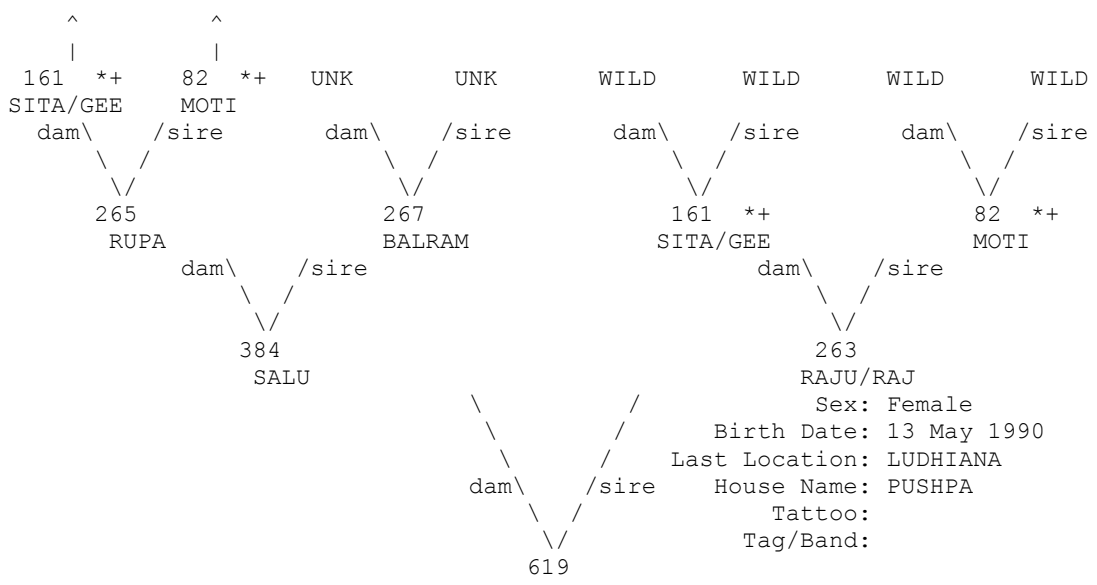 ^ ^
| |
161 *+ 82 *+ UNK UNK WILD WILD WILD WILD
SITA/GEE MOTI
dam\ /sire dam\ /sire dam\ /sire dam\ /sire
\ / \ / \ / \ /
\/ \/ \/ \/
265 267 161 *+ 82 *+
RUPA BALRAM SITA/GEE MOTI
dam\ /sire dam\ /sire
\ / \ /
\/ \/
384 263
SALU RAJU/RAJ
\ / Sex: Female
\ / Birth Date: 13 May 1990
\ / Last Location: LUDHIANA
dam\ /sire House Name: PUSHPA
\ / Tattoo:
\/ Tag/Band:
619